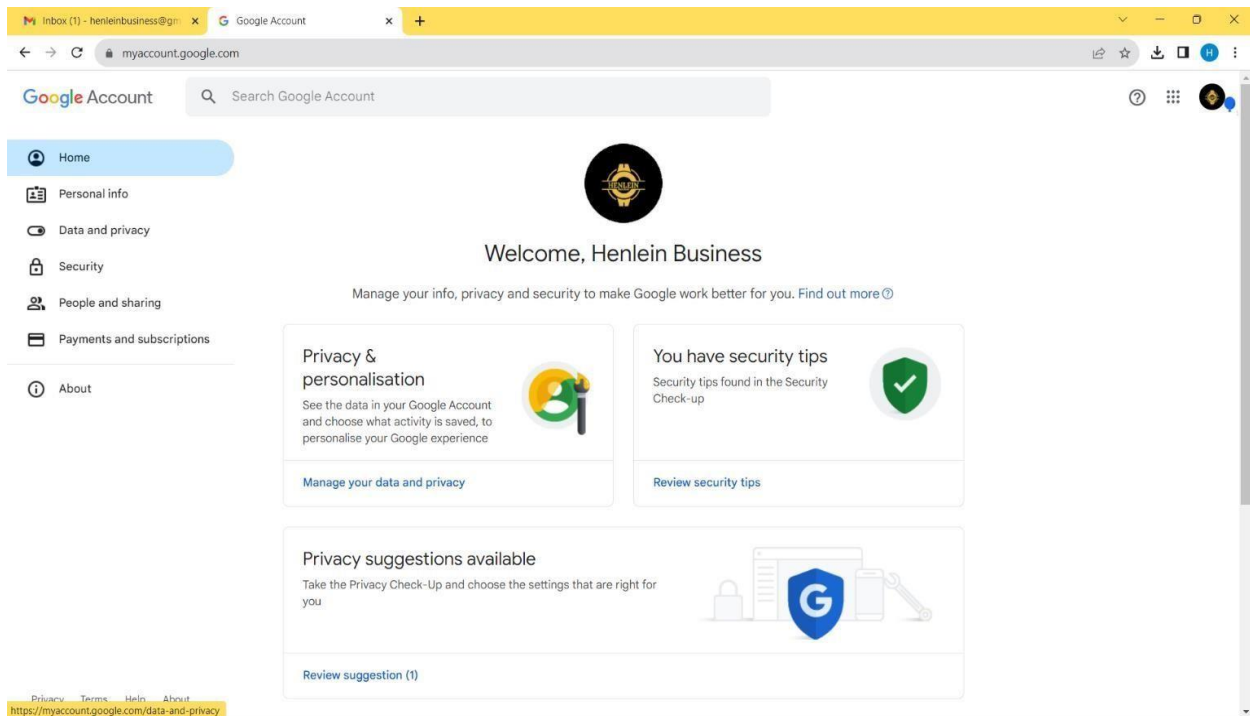 Inbox (1) - henleinbusiness@gm
Google Account
myaccount.google.com
H
Google Account
Search Google Account
Home
Personal info
Data and privacy
Security
People and sharing
Payments and subscriptions
About
HENLEIN
Welcome, Henlein Business
Manage your info, privacy and security to make Google work better for you. Find out more
Privacy &
personalisation
See the data in your Google Account
and choose what activity is saved, to
personalise your Google experience
Manage your data and privacy
You have security tips
Security tips found in the Security
Check-up
Review security tips
Privacy suggestions available
Take the Privacy Check-Up and choose the settings that are right for
you
G
Review suggestion (1)
Privacy Terms Help About
https://myaccount.google.com/data-and-privacy